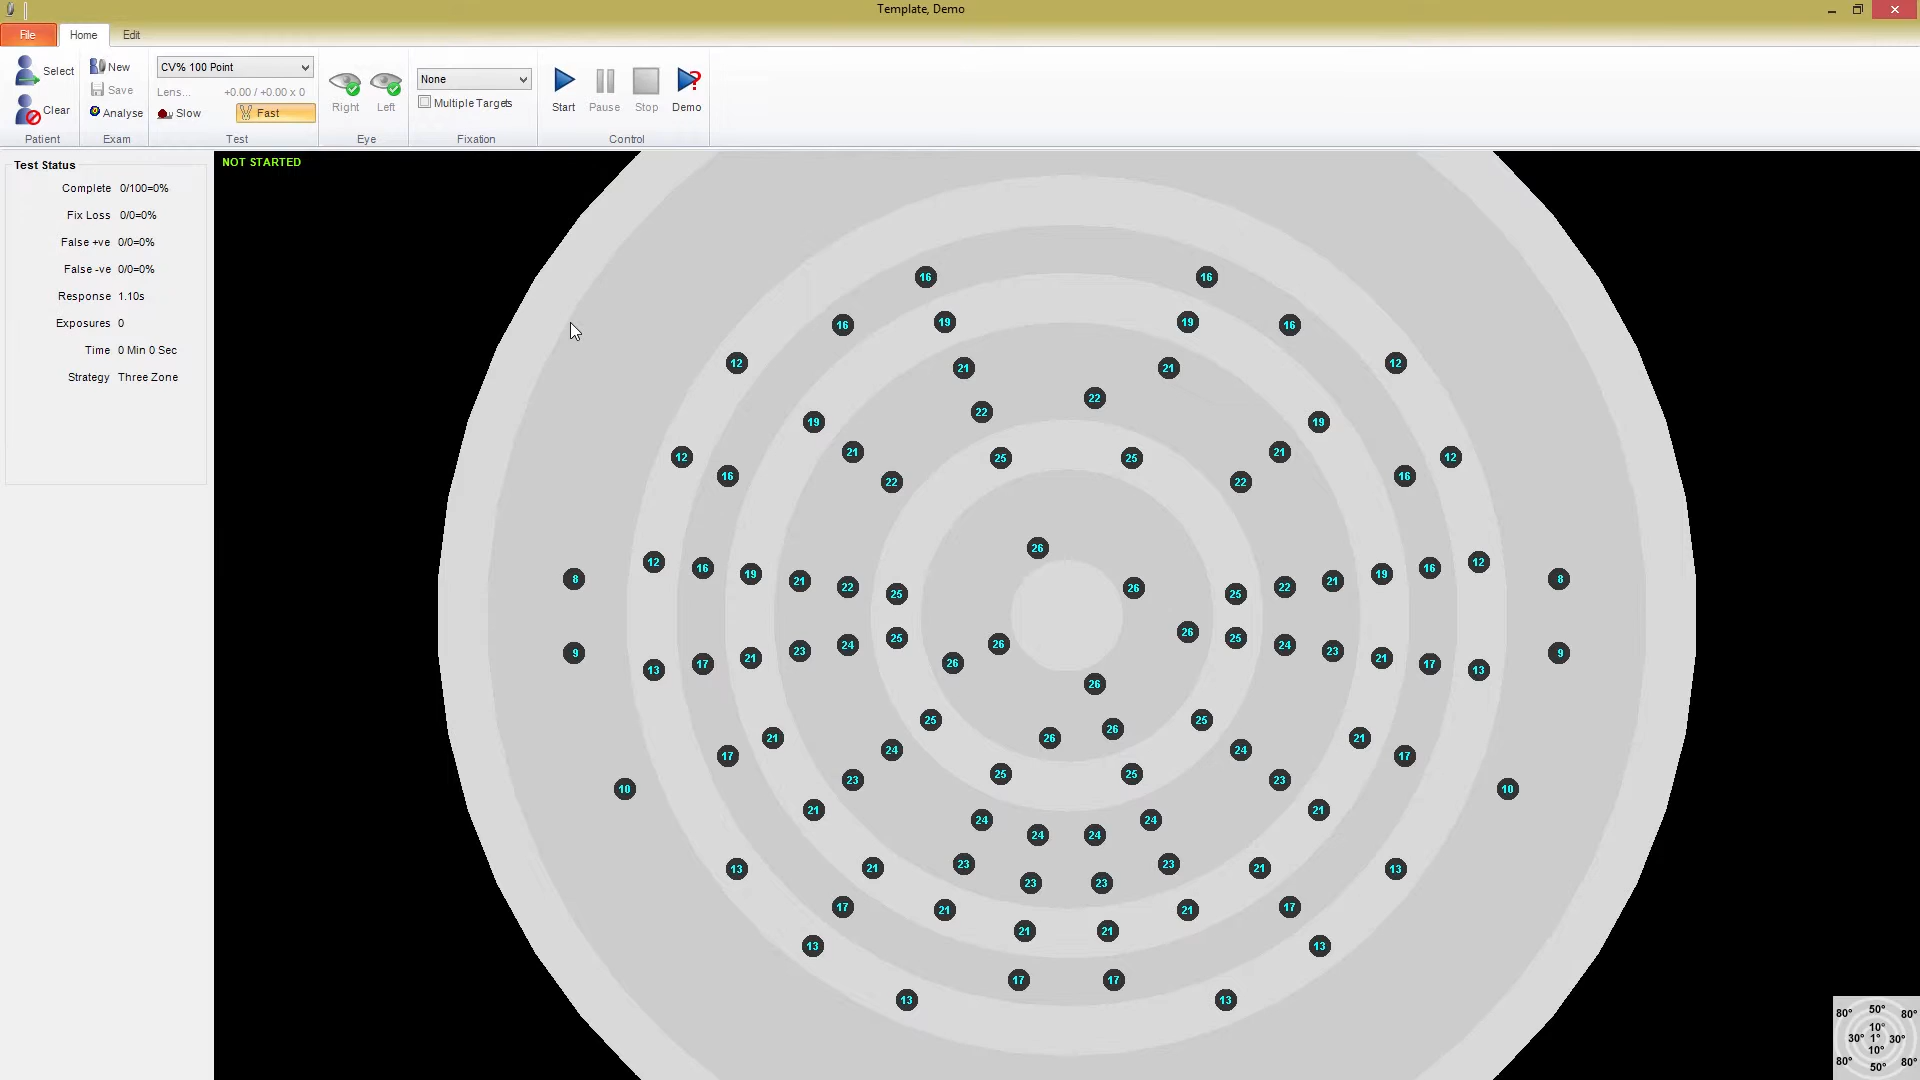 Template, Demo
File Home Edit
Select New CV% 100 Point None
Save Lens... +0.00 / +0.00 x 0 Multiple Targets
Clear Analyse Slow Fast Right Left Start Pause Stop Demo
Patient Exam Test Eye Fixation Control
Test Status
NOT STARTED
Complete 0/100=0%
Fix Loss 0/0=0%
False +ve 0/0=0%
False -ve 0/0=0%
Response 1.10s
Exposures 0
Time 0 Min 0 Sec
Strategy Three Zone
16 16
16 19 19 16
12 12
21 21
22 22
19 19
21 21
12 25 25 12
16 16
22 22
26
12 12
16 16
8 19 21 22 25 26 25 22 21 19 8
26
9 13 17 21 23 24 25 26 25 24 23 21 17 13 9
26
26
25 25
26 26
21 21
17 24 24 17
25 25
23 23
10 10
21 21
24 24 24 24
13 21 23 23 21 13
23 23
17 21 21 17
21 21
13 13
17 17
13 13
80° 50° 80°
10°
30° 1° 30°
10°
80° 50° 80°